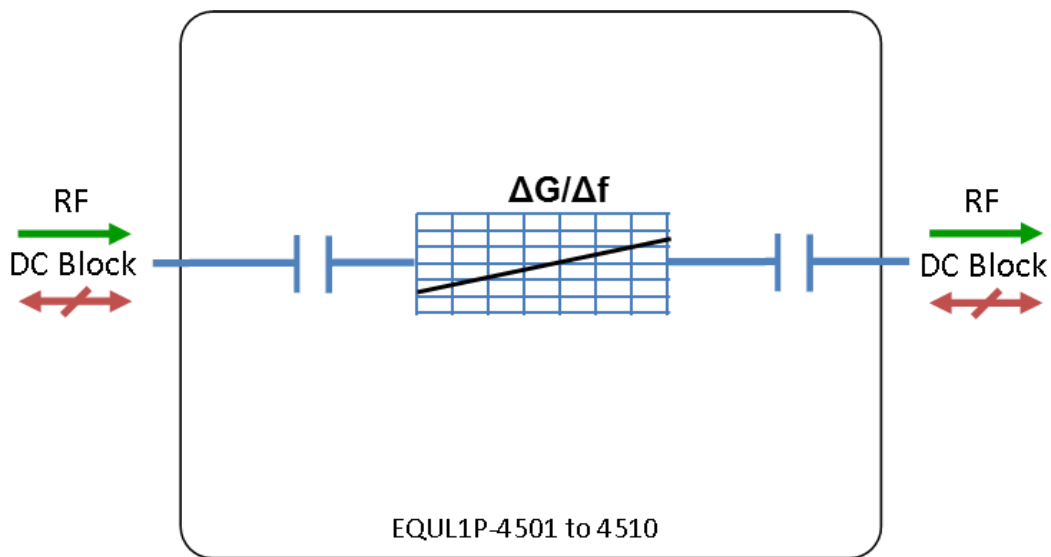 ΔG/Δf
RF
DC Block
RF
DC Block
EQUL1P-4501 to 4510